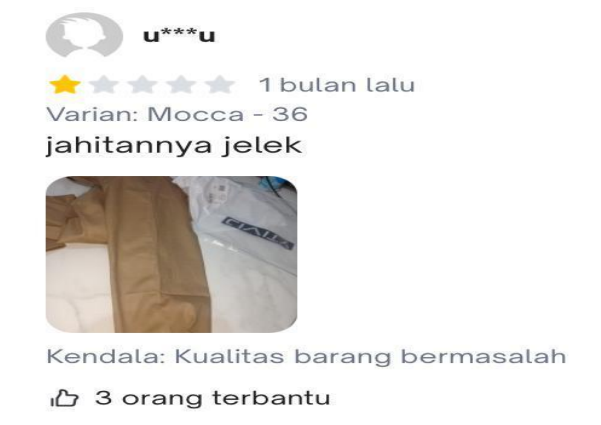 u***u
1 bulan lalu
Varian: Mocca - 36
jahitannya jelek
Kendala: Kualitas barang bermasalah
3 orang terbantu